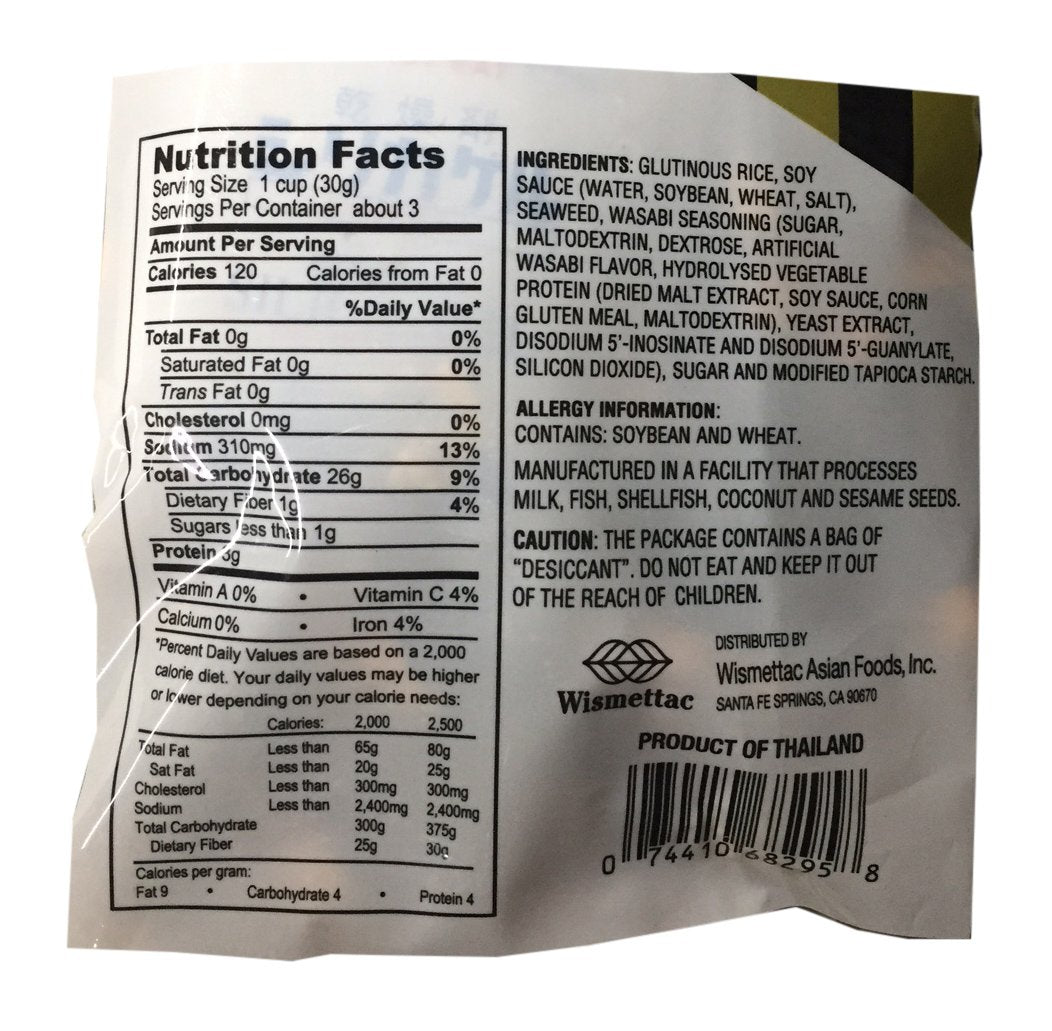 Nutrition Facts
Serving Size 1 cup (30g)
Servings Per Container about 3
Amount Per Serving
Calories 120 Calories from Fat 0
%Daily Value*
Total Fat 0g 0%
Saturated Fat 0g 0%
Trans Fat 0g
Cholesterol 0mg 0%
Sodium 310mg 13%
Total Carbohydrate 26g 9%
Dietary Fiber 1g 4%
Sugars less than 1g
Protein 3g
Vitamin A 0% • Vitamin C 4%
Calcium 0% • Iron 4%
*Percent Daily Values are based on a 2,000
calorie diet. Your daily values may be higher
or lower depending on your calorie needs:
Calories: 2,000 2,500
Total Fat Less than 65g 80g
Sat Fat Less than 20g 25g
Cholesterol Less than 300mg 300mg
Sodium Less than 2,400mg 2,400mg
Total Carbohydrate 300g 375g
Dietary Fiber 25g 30g
Calories per gram:
Fat 9 • Carbohydrate 4 • Protein 4
INGREDIENTS: GLUTINOUS RICE, SOY
SAUCE (WATER, SOYBEAN, WHEAT, SALT),
SEAWEED, WASABI SEASONING (SUGAR,
MALTODEXTRIN, DEXTROSE, ARTIFICIAL
WASABI FLAVOR, HYDROLYSED VEGETABLE
PROTEIN (DRIED MALT EXTRACT, SOY SAUCE, CORN
GLUTEN MEAL, MALTODEXTRIN), YEAST EXTRACT,
DISODIUM 5'-INOSINATE AND DISODIUM 5'-GUANYLATE,
SILICON DIOXIDE), SUGAR AND MODIFIED TAPIOCA STARCH.
ALLERGY INFORMATION:
CONTAINS: SOYBEAN AND WHEAT.
MANUFACTURED IN A FACILITY THAT PROCESSES
MILK, FISH, SHELLFISH, COCONUT AND SESAME SEEDS.
CAUTION: THE PACKAGE CONTAINS A BAG OF
"DESICCANT". DO NOT EAT AND KEEP IT OUT
OF THE REACH OF CHILDREN.
Wismettac
DISTRIBUTED BY
Wismettac Asian Foods, Inc.
SANTA FE SPRINGS, CA 90670
PRODUCT OF THAILAND
0 74410 68295 8